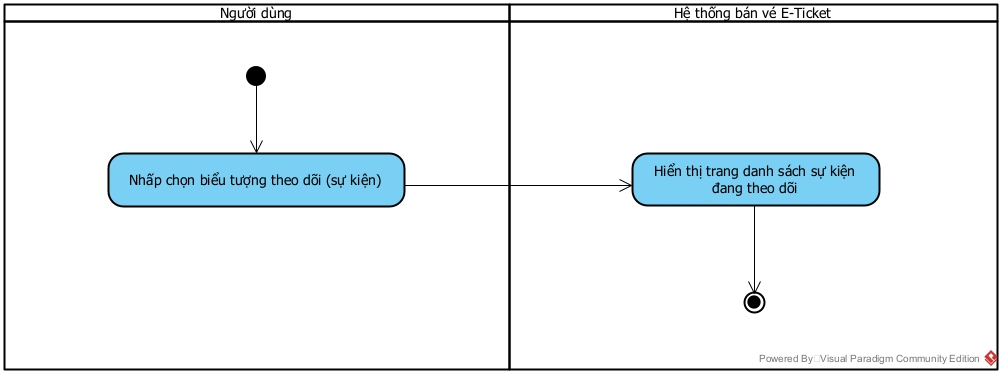 Người dùng
Hệ thống bán vé E-Ticket
Nhấp chọn biểu tượng theo dõi (sự kiện)
Hiển thị trang danh sách sự kiện
đang theo dõi
Powered By Visual Paradigm Community Edition